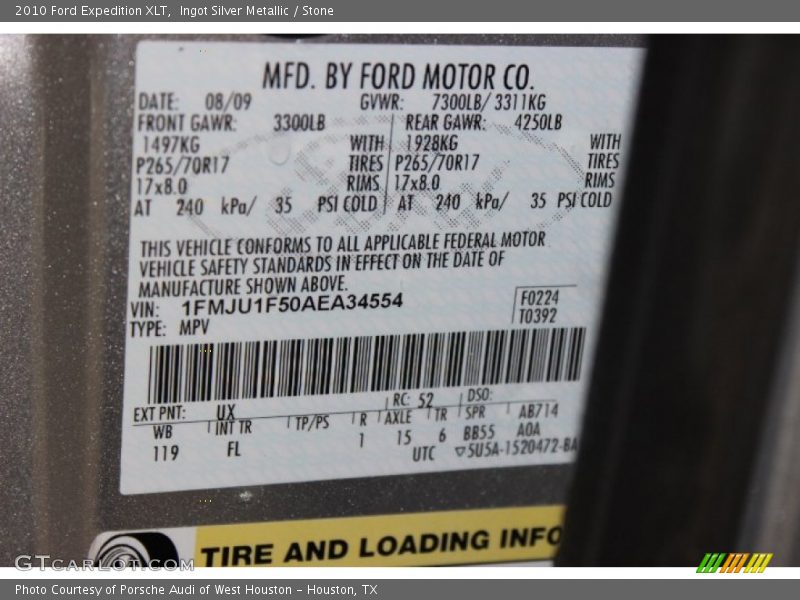 2010 Ford Expedition XLT,  Ingot Silver Metallic / Stone
MFD. BY FORD MOTOR CO.
DATE: 08/09 GVWR: 7300LB/ 3311KG
FRONT GAWR: 3300LB REAR GAWR: 4250LB
1497KG WITH 1928KG WITH
P265/70R17 TIRES P265/70R17 TIRES
17x8.0 RIMS 17x8.0 RIMS
AT 240 kPa/ 35 PSI COLD AT 240 kPa/ 35 PSI COLD
THIS VEHICLE CONFORMS TO ALL APPLICABLE FEDERAL MOTOR
VEHICLE SAFETY STANDARDS IN EFFECT ON THE DATE OF
MANUFACTURE SHOWN ABOVE.
VIN: 1FMJU1F50AEA34554 F0224
TYPE: MPV T0392
EXT PNT: UX RC: 52 DSO:
WB INT TR TP/PS R AXLE TR SPR AB714
119 FL 1 15 6 BB55 A0A
UTC ▽5U5A-1520472-BA
TIRE AND LOADING INFO
GTCARLOT.COM
Photo Courtesy of Porsche Audi of West Houston – Houston, TX